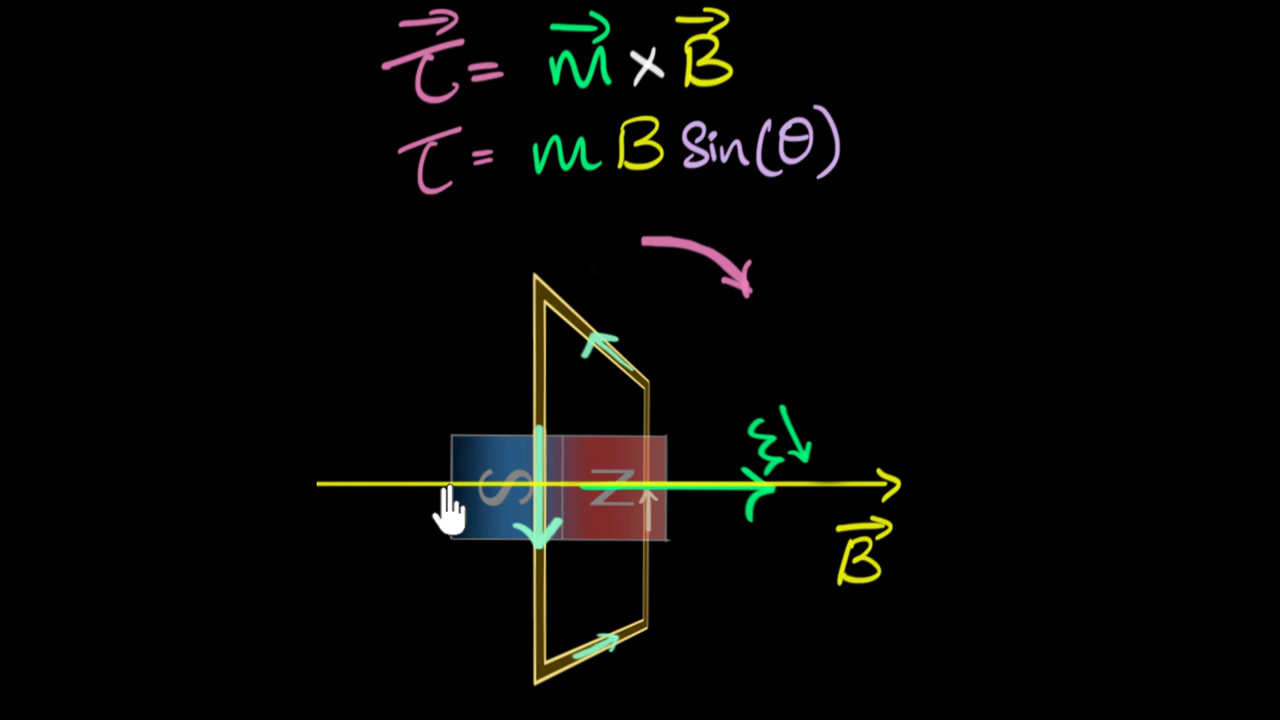 τ⃗ = m⃗ × B⃗
τ = m B Sin(θ)
S N
B⃗